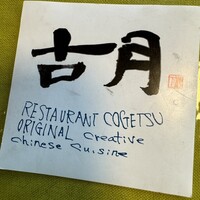 古月
RESTAURANT COGETSU
ORIGINAL Creative
Chinese Cuisine